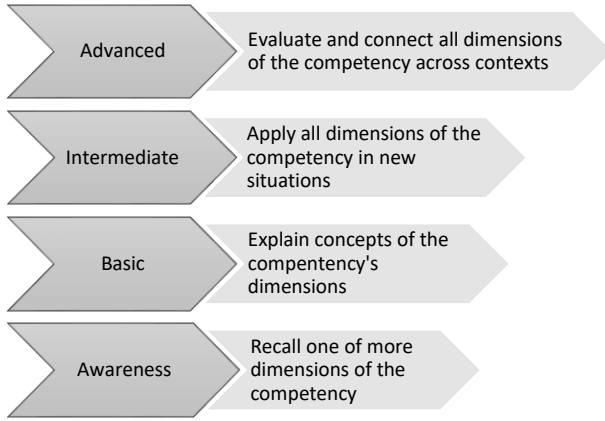 Advanced
Evaluate and connect all dimensions
of the competency across contexts
Intermediate
Apply all dimensions of the
competency in new
situations
Basic
Explain concepts of the
compentency's
dimensions
Awareness
Recall one of more
dimensions of the
competency